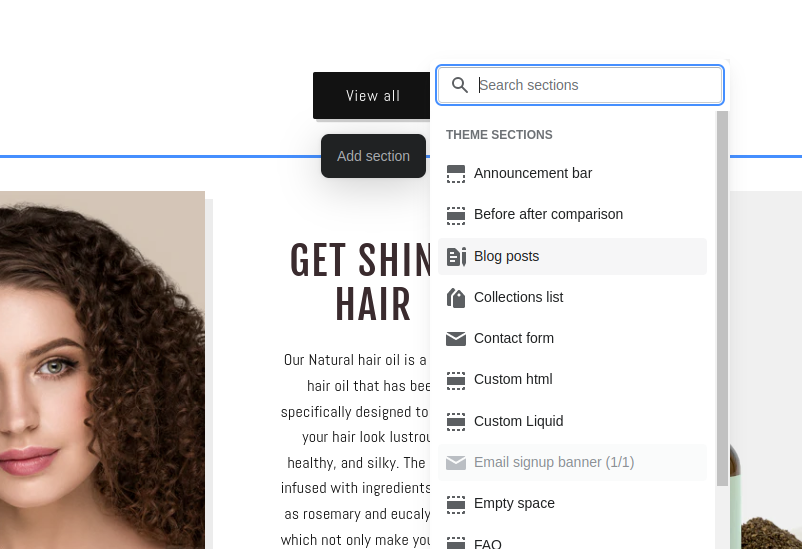 View all
Search sections
THEME SECTIONS
Add section
Announcement bar
Before after comparison
Blog posts
Collections list
Contact form
Custom html
Custom Liquid
Email signup banner (1/1)
Empty space
FAQ
GET SHIN
HAIR
Our Natural hair oil is a
hair oil that has bee
specifically designed to
your hair look lustrou
healthy, and silky. The
infused with ingredients
as rosemary and eucaly
which not only make you